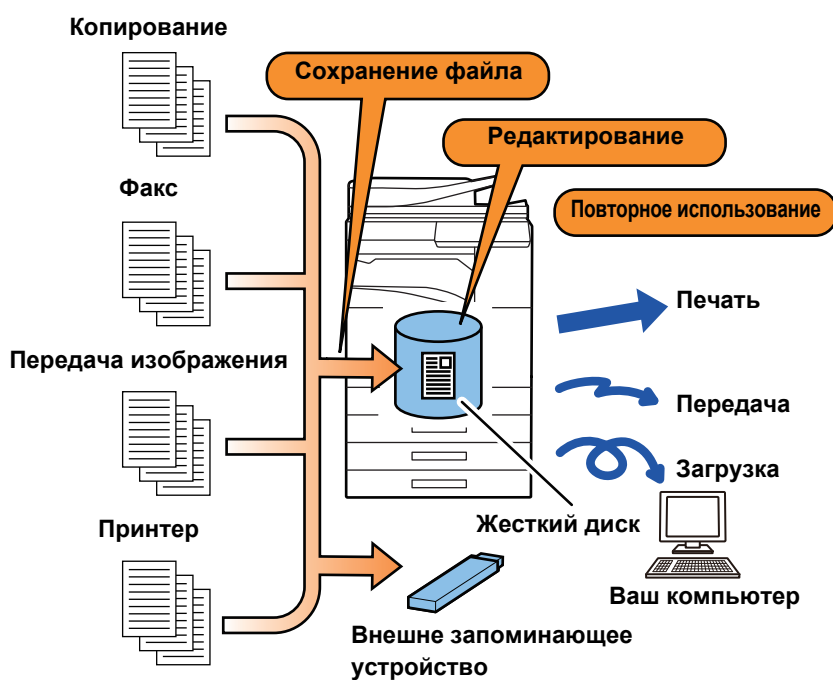 Копирование
Сохранение файла
Редактирование
Факс
Повторное использование
Печать
Передача изображения
Передача
Загрузка
Принтер
Жесткий диск
Ваш компьютер
Внешне запоминающее
устройство